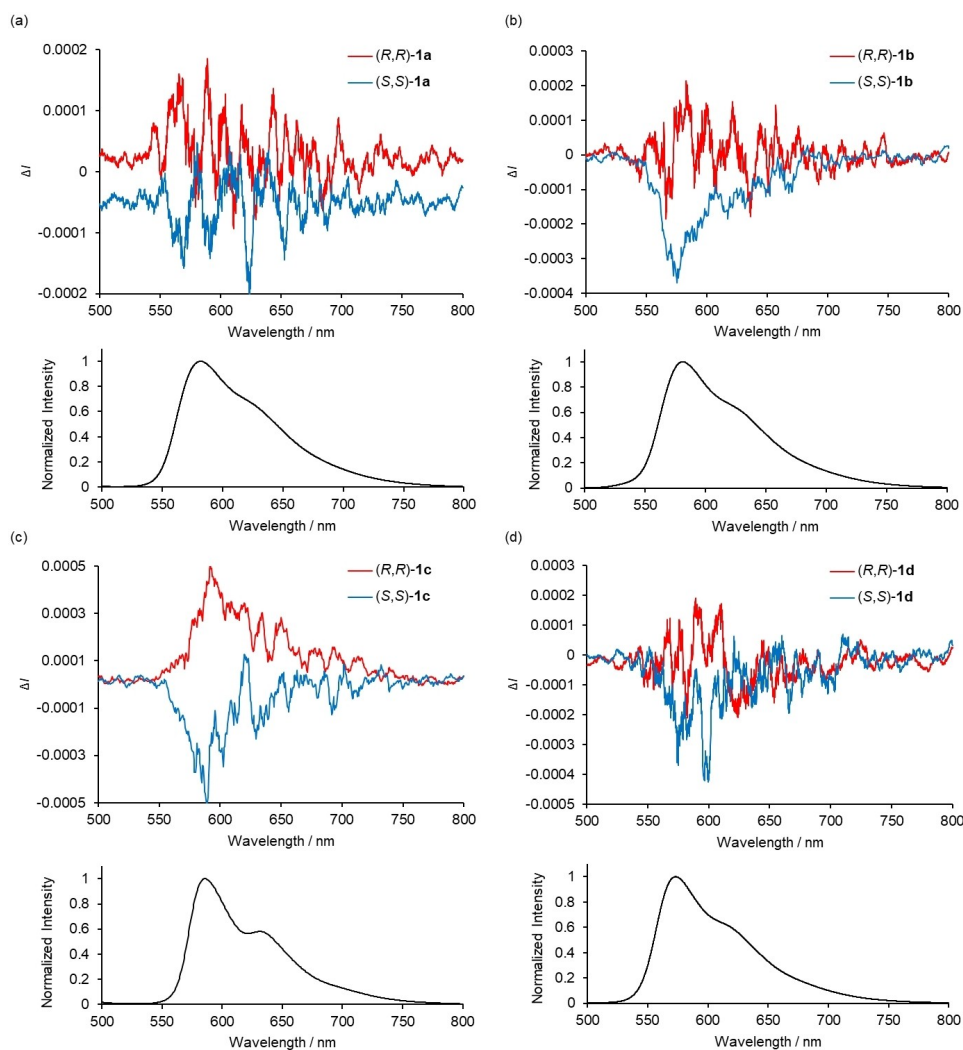 (a)
(R,R)-1a
(S,S)-1a
0.0002
0.0001
0
-0.0001
-0.0002
ΔI
500 550 600 650 700 750 800
Wavelength / nm
1
0.8
0.6
0.4
0.2
0
Normalized Intensity
500 550 600 650 700 750 800
Wavelength / nm
(b)
(R,R)-1b
(S,S)-1b
0.0003
0.0002
0.0001
0
-0.0001
-0.0002
-0.0003
-0.0004
ΔI
500 550 600 650 700 750 800
Wavelength / nm
1
0.8
0.6
0.4
0.2
0
Normalized Intensity
500 550 600 650 700 750 800
Wavelength / nm
(c)
(R,R)-1c
(S,S)-1c
0.0005
0.0003
0.0001
-0.0001
-0.0003
-0.0005
ΔI
500 550 600 650 700 750 800
Wavelength / nm
1
0.8
0.6
0.4
0.2
0
Normalized Intensity
500 550 600 650 700 750 800
Wavelength / nm
(d)
(R,R)-1d
(S,S)-1d
0.0003
0.0002
0.0001
0
-0.0001
-0.0002
-0.0003
-0.0004
-0.0005
ΔI
500 550 600 650 700 750 800
Wavelength / nm
1
0.8
0.6
0.4
0.2
0
Normalized Intensity
500 550 600 650 700 750 800
Wavelength / nm